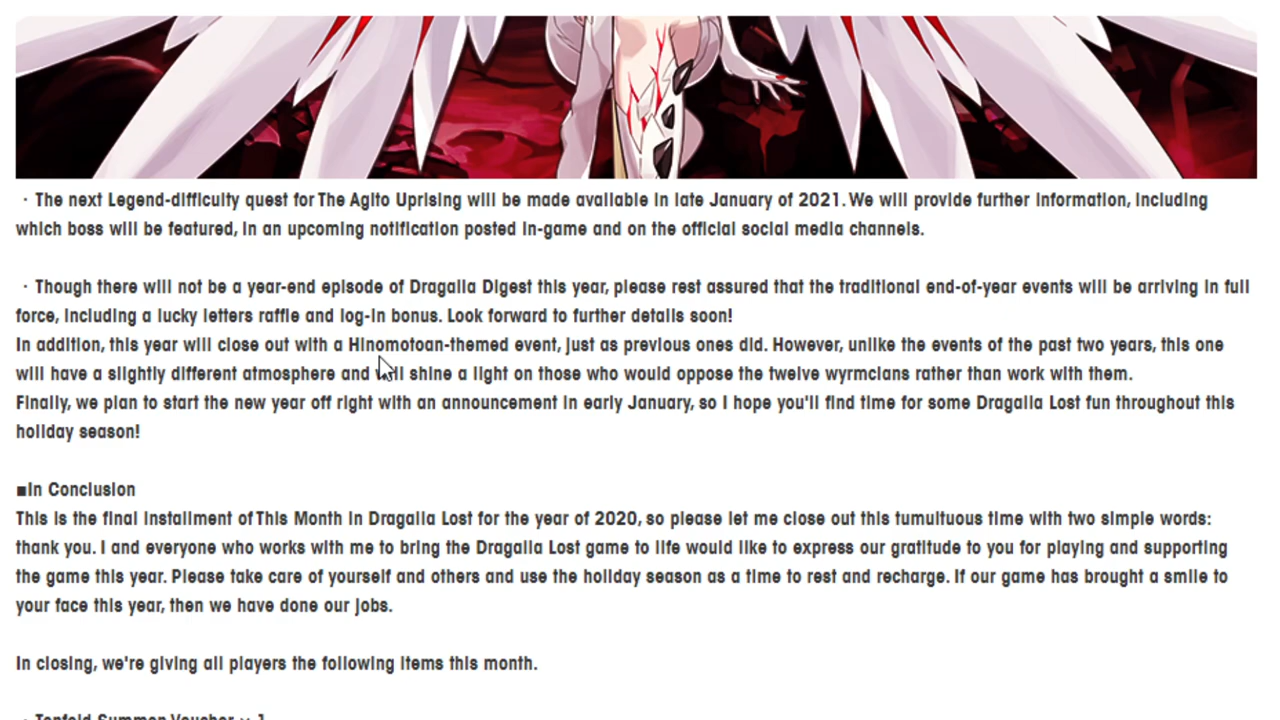 · The next Legend-difficulty quest for The Agito Uprising will be made available in late January of 2021. We will provide further information, including
which boss will be featured, in an upcoming notification posted in-game and on the official social media channels.
· Though there will not be a year-end episode of Dragalia Digest this year, please rest assured that the traditional end-of-year events will be arriving in full
force, including a lucky letters raffle and log-in bonus. Look forward to further details soon!
In addition, this year will close out with a Hinomotoan-themed event, just as previous ones did. However, unlike the events of the past two years, this one
will have a slightly different atmosphere and will shine a light on those who would oppose the twelve wyrmclans rather than work with them.
Finally, we plan to start the new year off right with an announcement in early January, so I hope you'll find time for some Dragalia Lost fun throughout this
holiday season!
■In Conclusion
This is the final installment of This Month in Dragalia Lost for the year of 2020, so please let me close out this tumultuous time with two simple words:
thank you. I and everyone who works with me to bring the Dragalia Lost game to life would like to express our gratitude to you for playing and supporting
the game this year. Please take care of yourself and others and use the holiday season as a time to rest and recharge. If our game has brought a smile to
your face this year, then we have done our jobs.
In closing, we're giving all players the following items this month.
· Tenfold Summon Voucher × 1